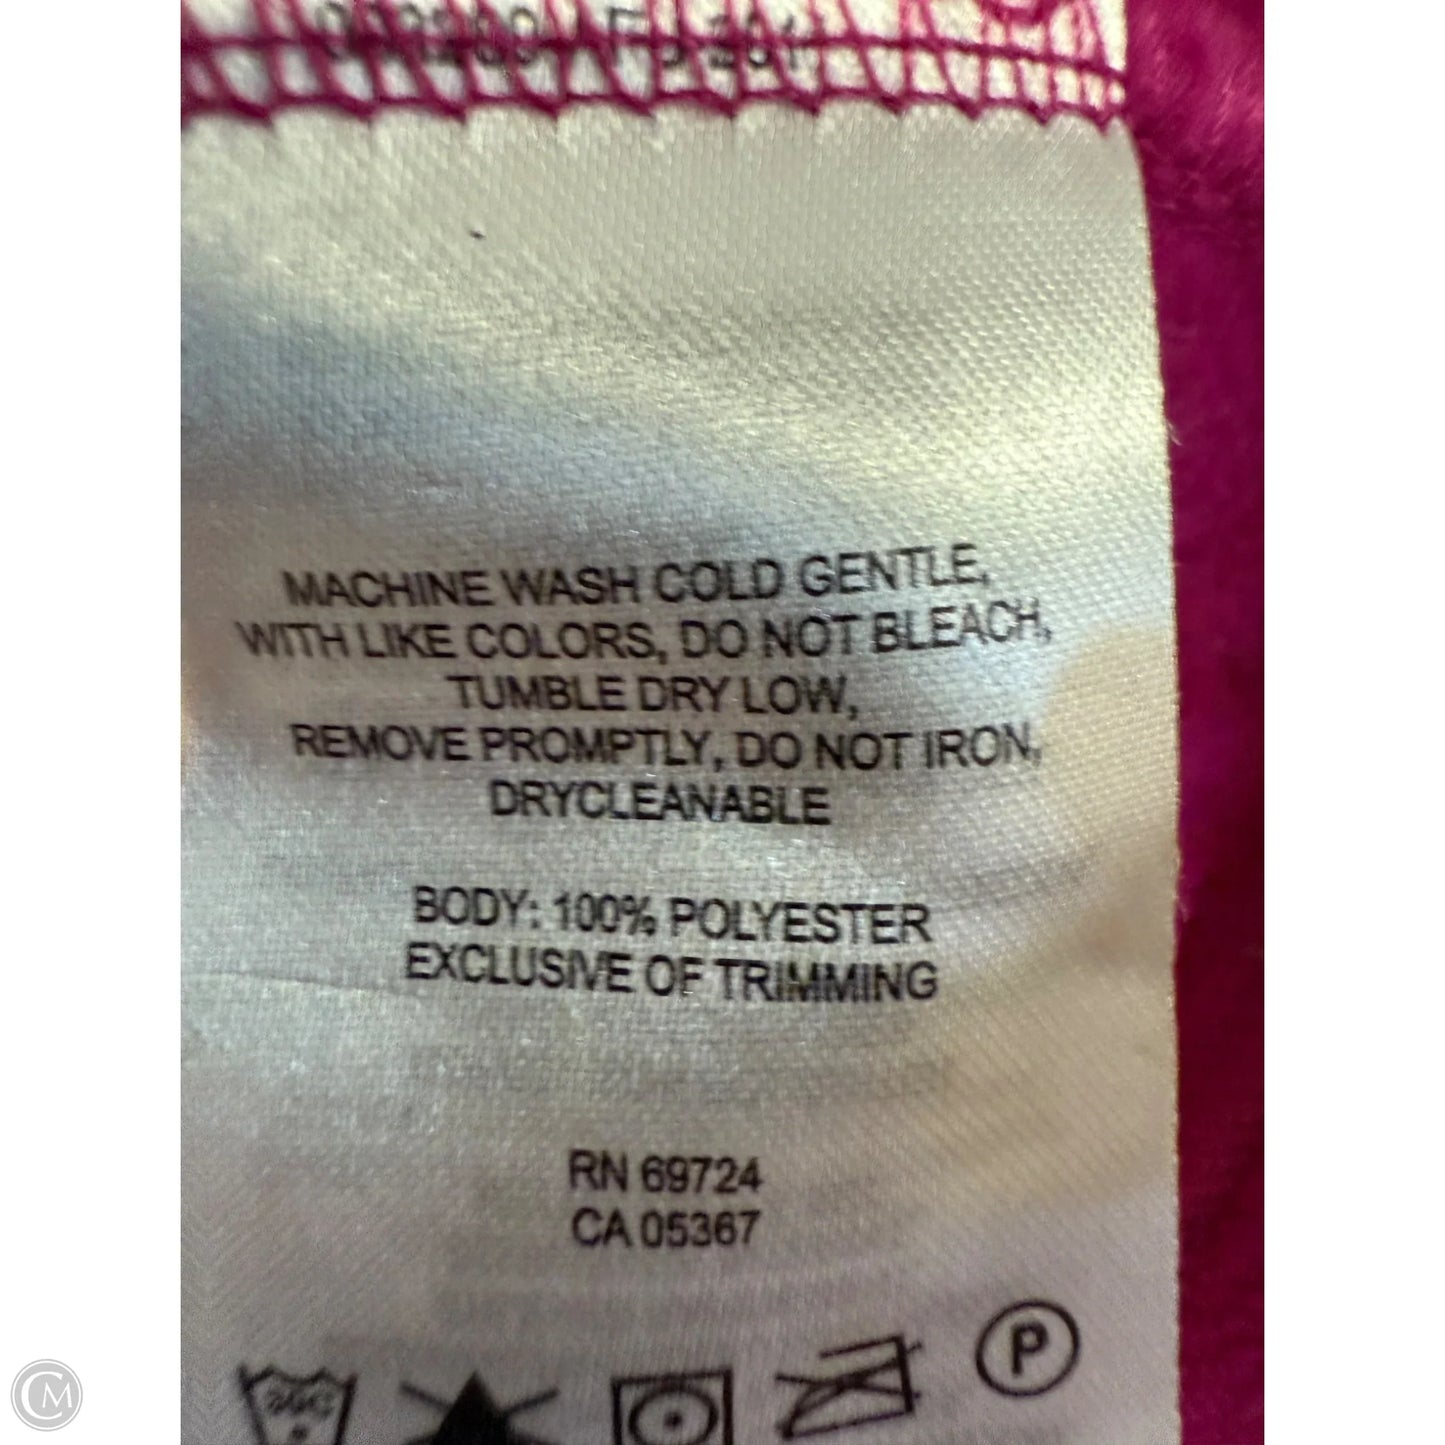 MACHINE WASH COLD GENTLE,
WITH LIKE COLORS, DO NOT BLEACH,
TUMBLE DRY LOW,
REMOVE PROMPTLY, DO NOT IRON,
DRYCLEANABLE
BODY: 100% POLYESTER
EXCLUSIVE OF TRIMMING
RN 69724
CA 05367
P
CM